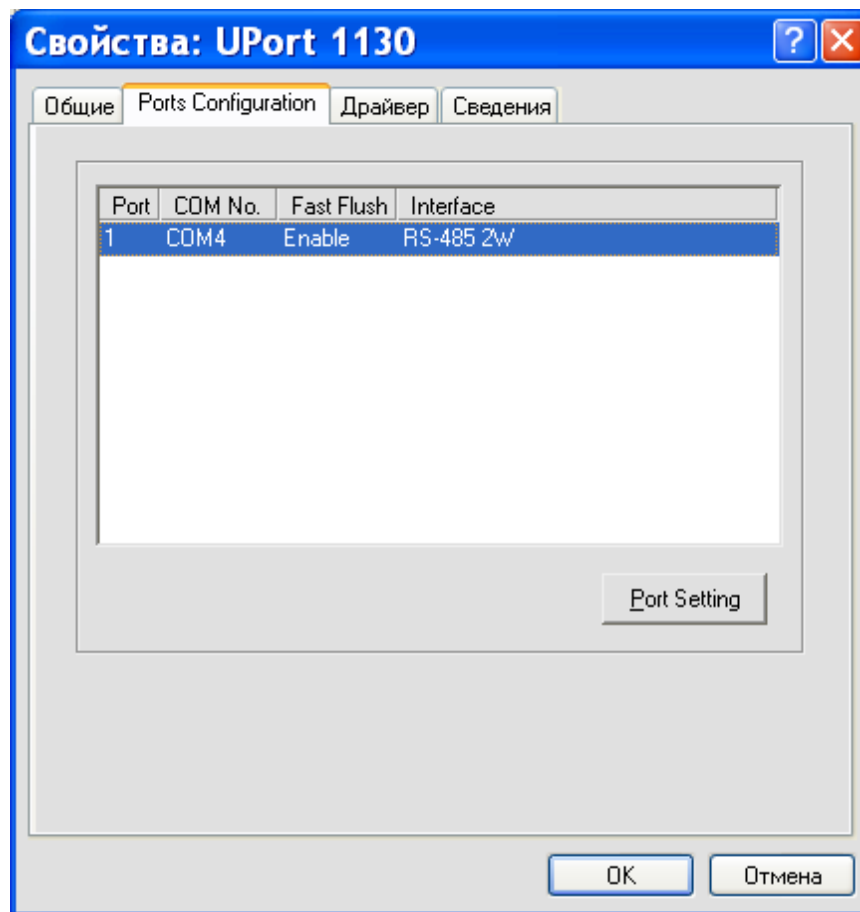 Свойства: UPort 1130
Общие Ports Configuration Драйвер Сведения
Port COM No. Fast Flush Interface
1 COM4 Enable RS-485 2W
Port Setting
OK Отмена